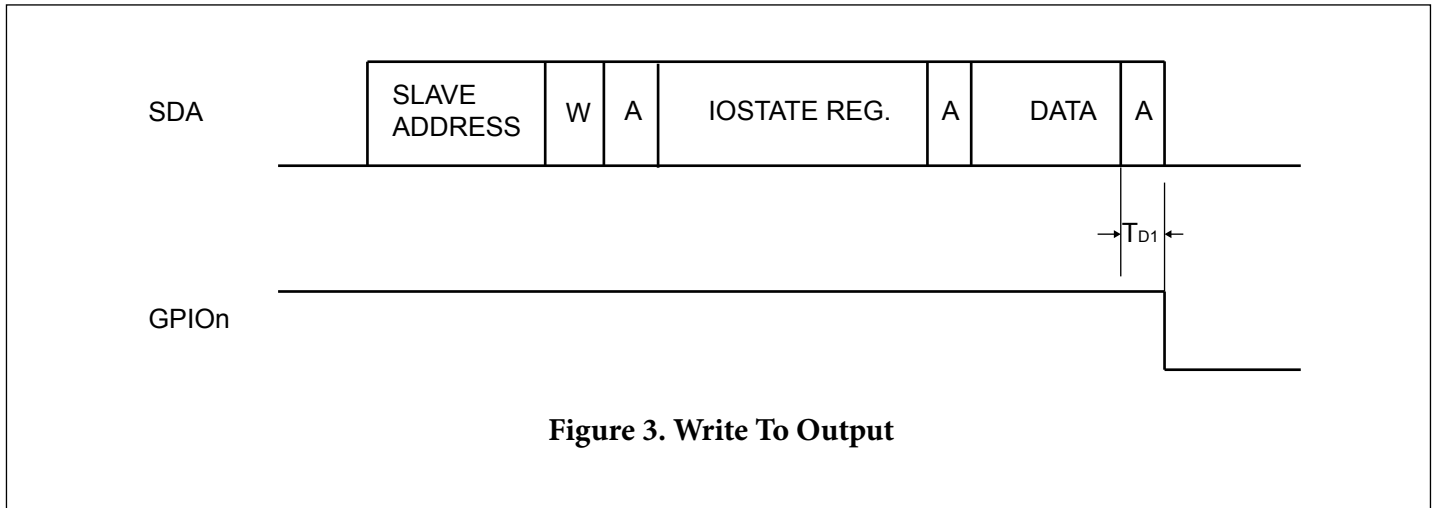 SDA
SLAVE
ADDRESS
W
A
IOSTATE REG.
A
DATA
A
TD1
GPIOn
Figure 3. Write To Output